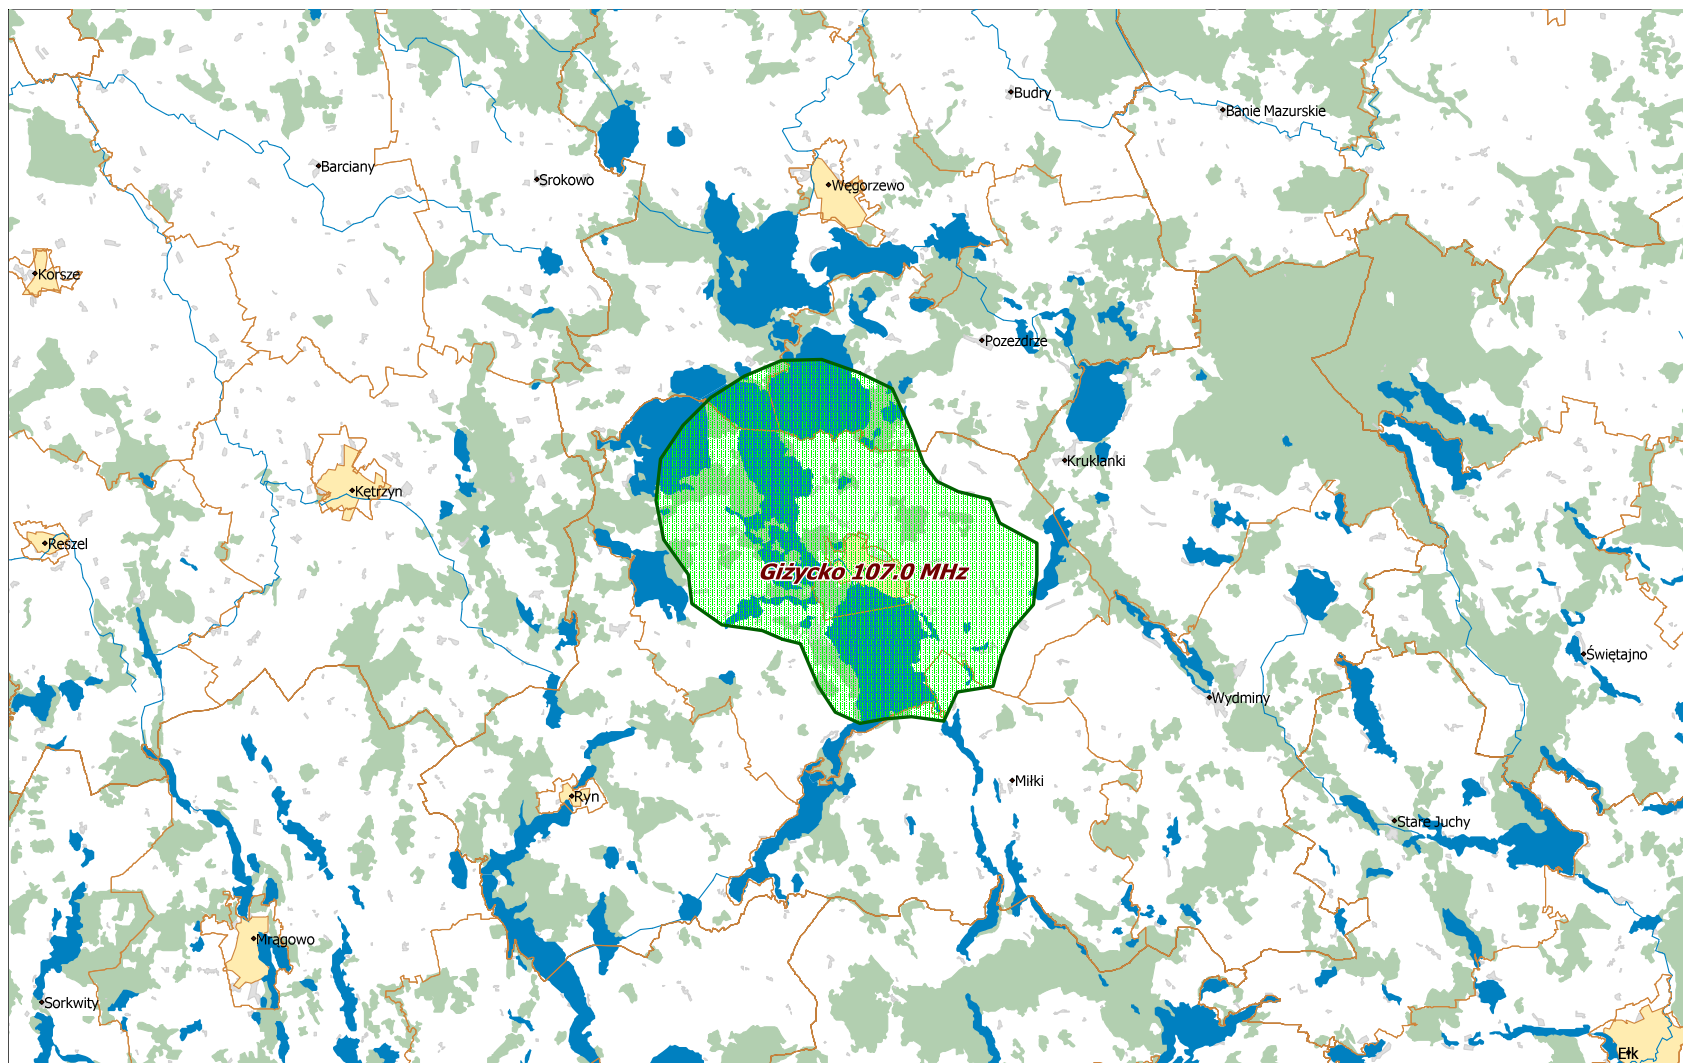 Budry
Banie Mazurskie
Barciany
Srokowo
Węgorzewo
Korsze
Pozezdrze
Kruklanki
Kętrzyn
Reszel
Giżycko 107.0 MHz
Świętajno
Wydminy
Miłki
Ryn
Stare Juchy
Mrągowo
Sorkwity
Ełk